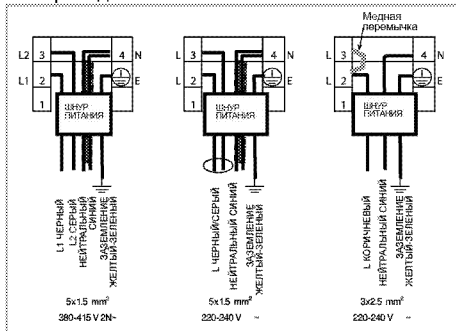 Медная
перемычка
L2 3 4 N
L1 2 E
1
ШНУР
ПИТАНИЯ
L1 ЧЕРНЫЙ
L2 СЕРЫЙ
НЕЙТРАЛЬНЫЙ
СИНИЙ
ЗАЗЕМЛЕНИЕ
ЖЕЛТЫЙ-ЗЕЛЕНЫЙ
5x1.5 mm²
380-415 V 2N~
L 3 4 N
L 2 E
1
ШНУР
ПИТАНИЯ
L ЧЕРНЫЙ/СЕРЫЙ
НЕЙТРАЛЬНЫЙ СИНИЙ
ЗАЗЕМЛЕНИЕ
ЖЕЛТЫЙ-ЗЕЛЕНЫЙ
5x1.5 mm²
220-240 V ~
L 3 4 N
L 2 E
1
ШНУР
ПИТАНИЯ
L КОРИЧНЕВЫЙ
НЕЙТРАЛЬНЫЙ СИНИЙ
ЗАЗЕМЛЕНИЕ
ЖЕЛТЫЙ-ЗЕЛЕНЫЙ
3x2.5 mm²
220-240 V ~